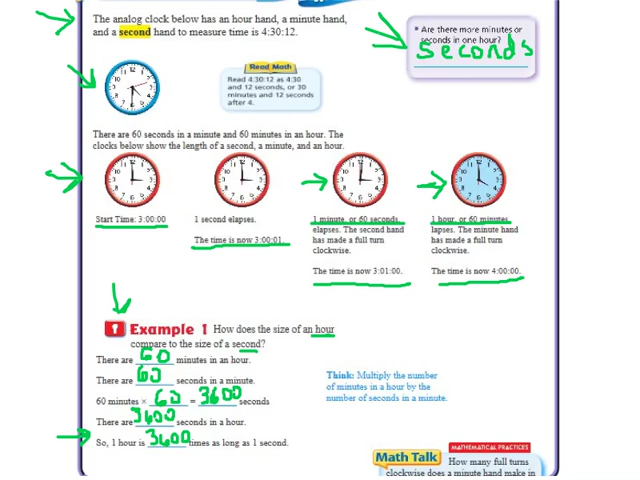 The analog clock below has an hour hand, a minute hand,
and a second hand to measure time is 4:30:12.
• Are there more minutes or
seconds in one hour?
seconds
Read Math
Read 4:30:12 as 4:30
and 12 seconds, or 30
minutes and 12 seconds
after 4.
There are 60 seconds in a minute and 60 minutes in an hour. The
clocks below show the length of a second, a minute, and an hour.
Start Time: 3:00:00
1 second elapses.
The time is now 3:00:01.
1 minute, or 60 seconds,
elapses. The second hand
has made a full turn
clockwise.
The time is now 3:01:00.
1 hour, or 60 minutes,
lapses. The minute hand
has made a full turn
clockwise.
The time is now 4:00:00.
1 Example 1 How does the size of an hour
compare to the size of a second?
There are 60 minutes in an hour.
There are 60 seconds in a minute.
60 minutes × 60 = 3600 seconds
There are 3600 seconds in a hour.
So, 1 hour is 3600 times as long as 1 second.
Think: Multiply the number
of minutes in a hour by the
number of seconds in a minute.
Math Talk
MATHEMATICAL PRACTICES
How many full turns
clockwise does a minute hand make in